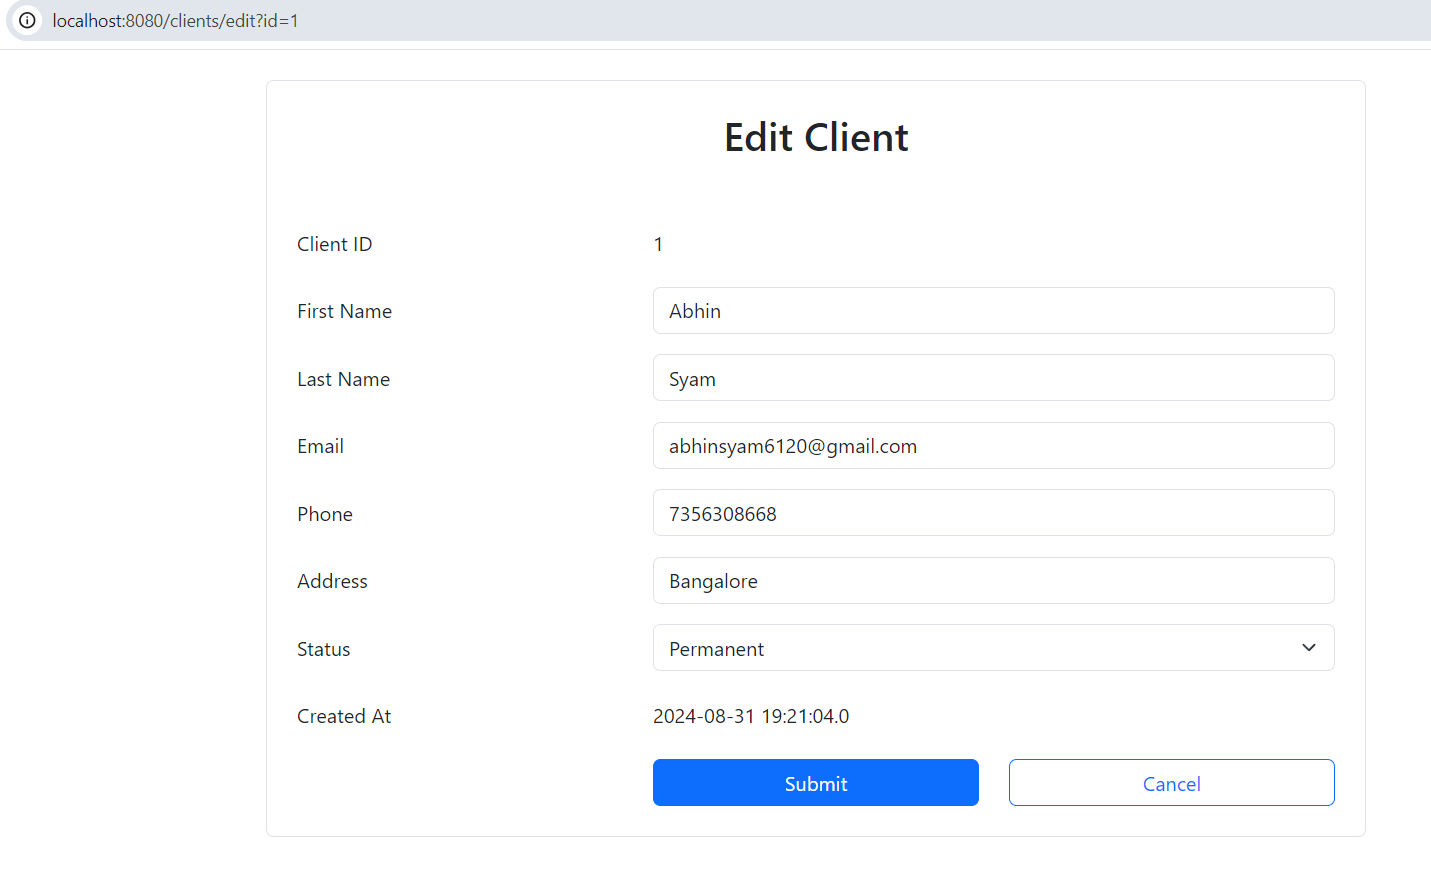 localhost:8080/clients/edit?id=1
Edit Client
Client ID 1
First Name Abhin
Last Name Syam
Email abhinsyam6120@gmail.com
Phone 7356308668
Address Bangalore
Status Permanent
Created At 2024-08-31 19:21:04.0
Submit Cancel